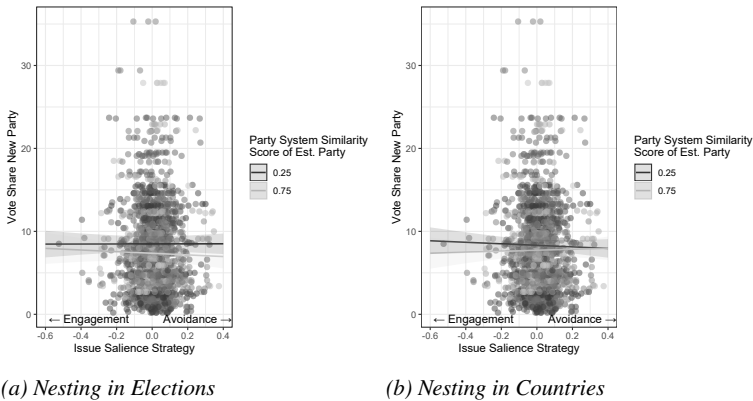 30
20
10
0
-0.6
-0.4
-0.2
0.0
0.2
0.4
← Engagement
Avoidance →
Issue Salience Strategy
Vote Share New Party
Party System Similarity
Score of Est. Party
0.25
0.75
(a) Nesting in Elections
30
20
10
0
-0.6
-0.4
-0.2
0.0
0.2
0.4
← Engagement
Avoidance →
Issue Salience Strategy
Vote Share New Party
Party System Similarity
Score of Est. Party
0.25
0.75
(b) Nesting in Countries